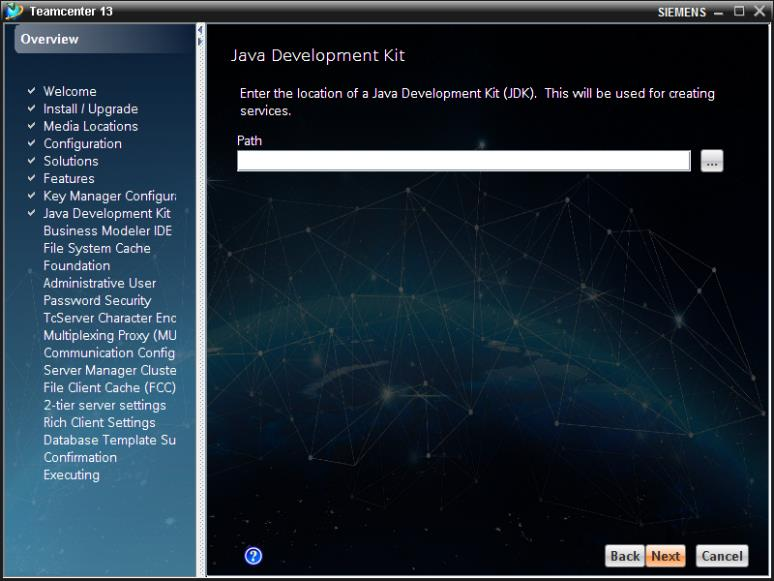 Teamcenter 13
SIEMENS
Overview
Welcome
Install / Upgrade
Media Locations
Configuration
Solutions
Features
Key Manager Configura
Java Development Kit
Business Modeler IDE
File System Cache
Foundation
Administrative User
Password Security
TcServer Character Enc
Multiplexing Proxy (MU
Communication Config
Server Manager Cluste
File Client Cache (FCC)
2-tier server settings
Rich Client Settings
Database Template Su
Confirmation
Executing
Java Development Kit
Enter the location of a Java Development Kit (JDK). This will be used for creating
services.
Path
...
?
Back Next Cancel